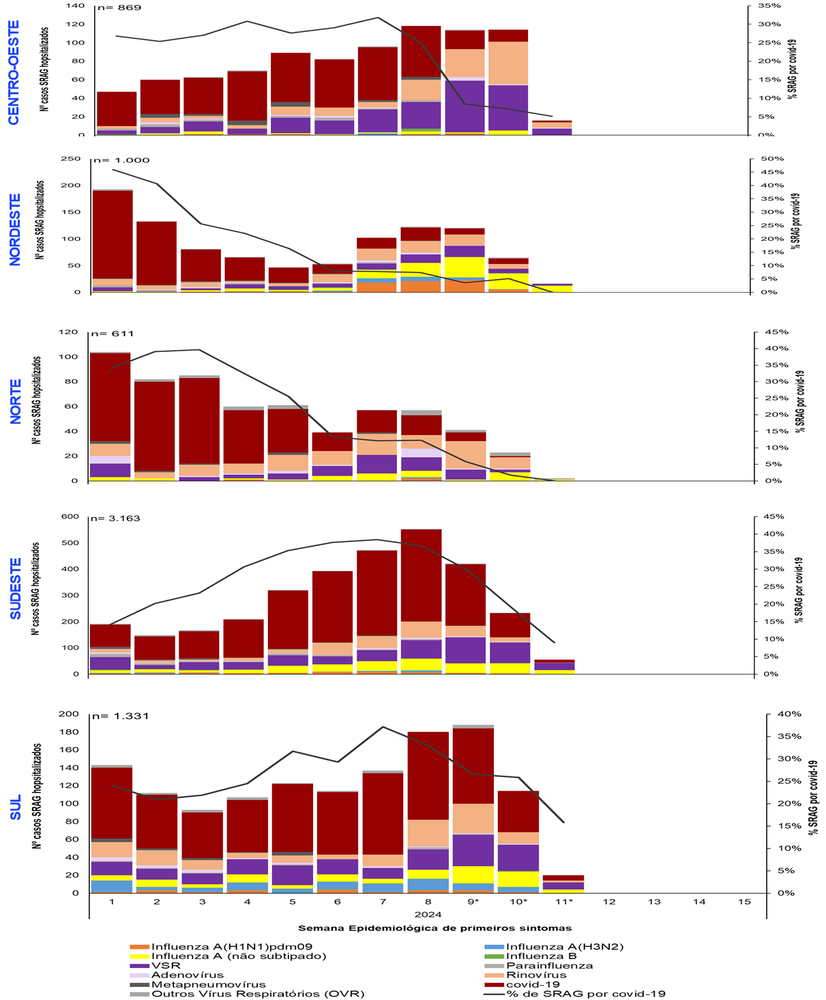 CENTRO-OESTE
Nº casos SRAG hopsitalizados
n= 869
140
120
100
80
60
40
20
0
35%
30%
25%
20%
15%
10%
5%
0%
% SRAG por covid-19
NORDESTE
Nº casos SRAG hopsitalizados
n= 1.000
250
200
150
100
50
0
50%
45%
40%
35%
30%
25%
20%
15%
10%
5%
0%
% SRAG por covid-19
NORTE
Nº casos SRAG hopsitalizados
n= 611
120
100
80
60
40
20
0
45%
40%
35%
30%
25%
20%
15%
10%
5%
0%
% SRAG por covid-19
SUDESTE
Nº casos SRAG hopsitalizados
n= 3.163
600
500
400
300
200
100
0
45%
40%
35%
30%
25%
20%
15%
10%
5%
0%
% SRAG por covid-19
SUL
Nº casos SRAG hopsitalizados
n= 1.331
200
180
160
140
120
100
80
60
40
20
0
40%
35%
30%
25%
20%
15%
10%
5%
0%
% SRAG por covid-19
1 2 3 4 5 6 7 8 9* 10* 11* 12 13 14 15
2024
Semana Epidemiológica de primeiros sintomas
Influenza A(H1N1)pdm09
Influenza A(H3N2)
Influenza A (não subtipado)
Influenza B
VSR
Parainfluenza
Adenovírus
Rinovírus
Metapneumovírus
covid-19
Outros Vírus Respiratórios (OVR)
% de SRAG por covid-19